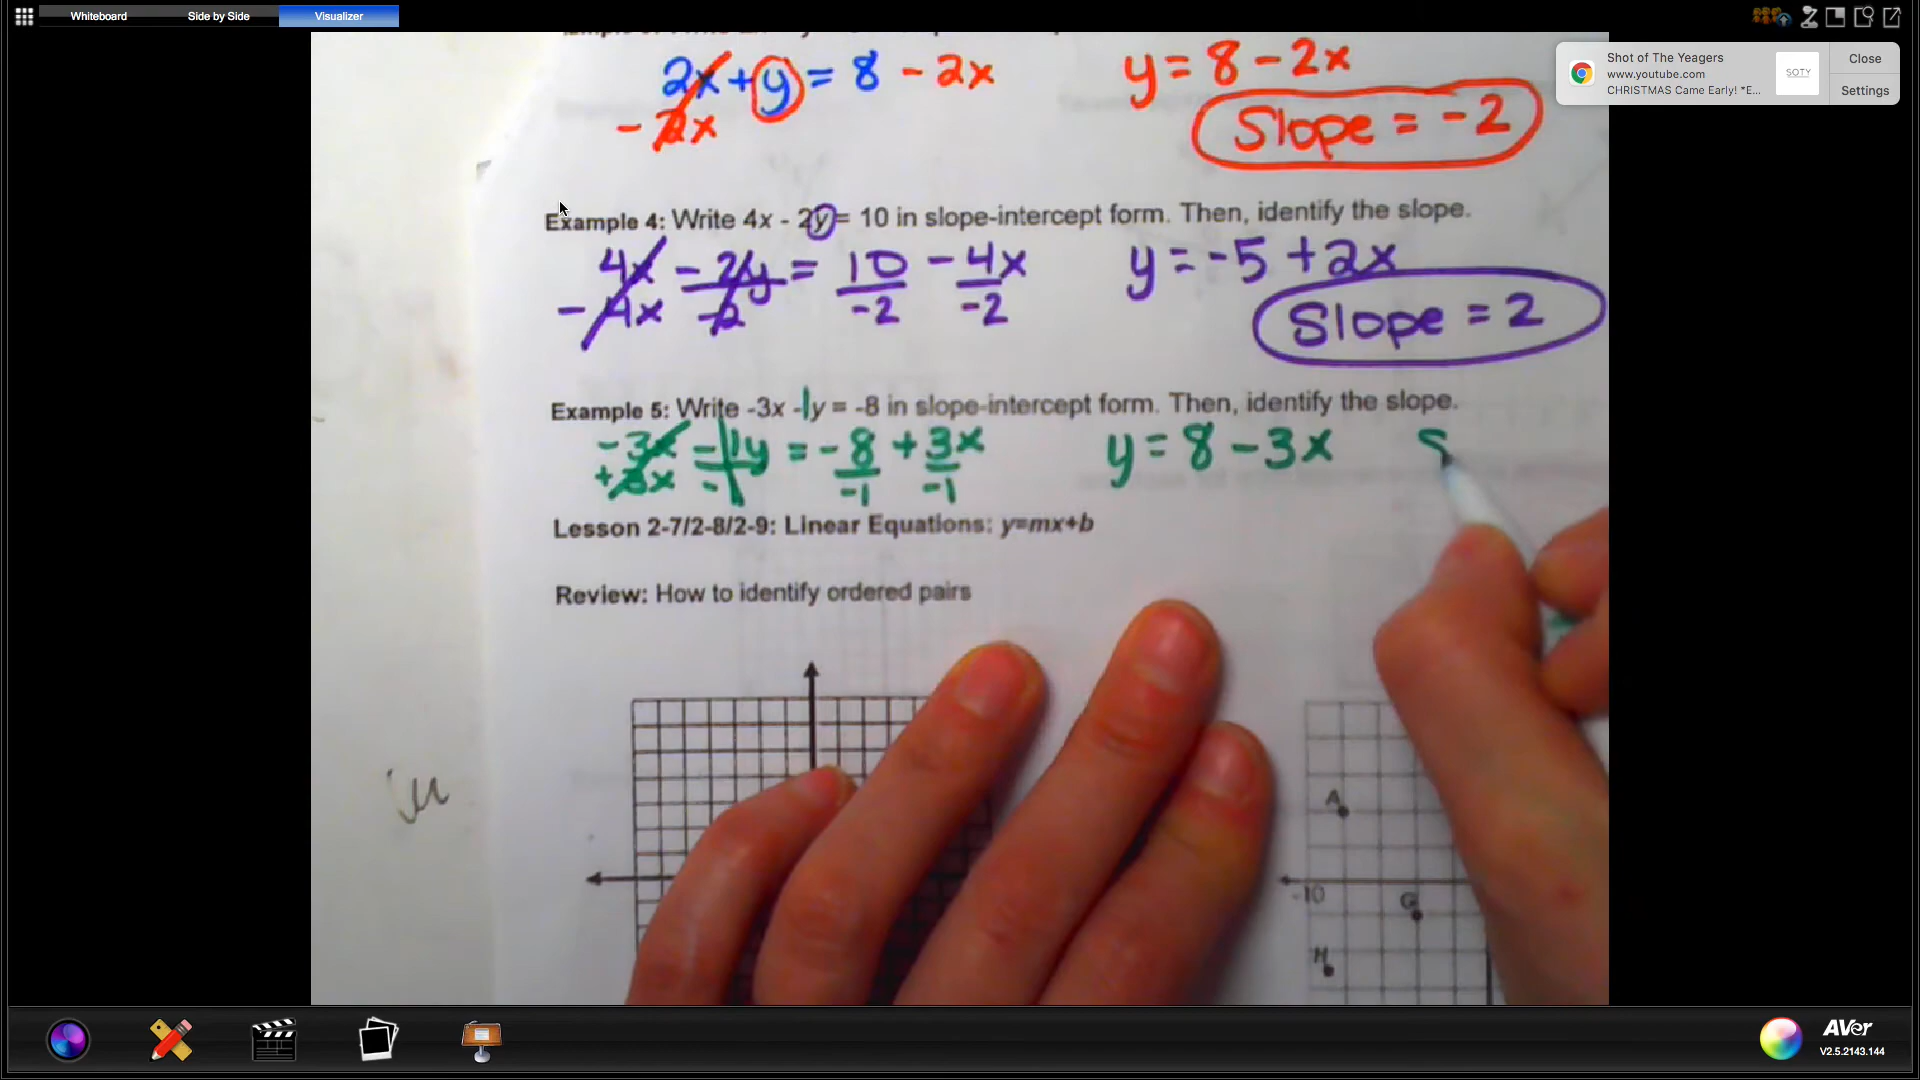 Whiteboard Side by Side Visualizer
Shot of The Yeagers
www.youtube.com
CHRISTMAS Came Early! *E...
SOTY
Close
Settings
2x + y = 8 - 2x
- 2x
y = 8 - 2x
Slope = -2
Example 4: Write 4x - 2y = 10 in slope-intercept form. Then, identify the slope.
4x - 2y = 10 - 4x
- 4x -2 -2 -2
y = -5 + 2x
Slope = 2
Example 5: Write -3x -1y = -8 in slope-intercept form. Then, identify the slope.
-3x -1y = -8 + 3x
+3x -1 -1 -1
y = 8 - 3x
S
Lesson 2-7/2-8/2-9: Linear Equations: y=mx+b
Review: How to identify ordered pairs
A
-10
G
H
AVer
V2.5.2143.144